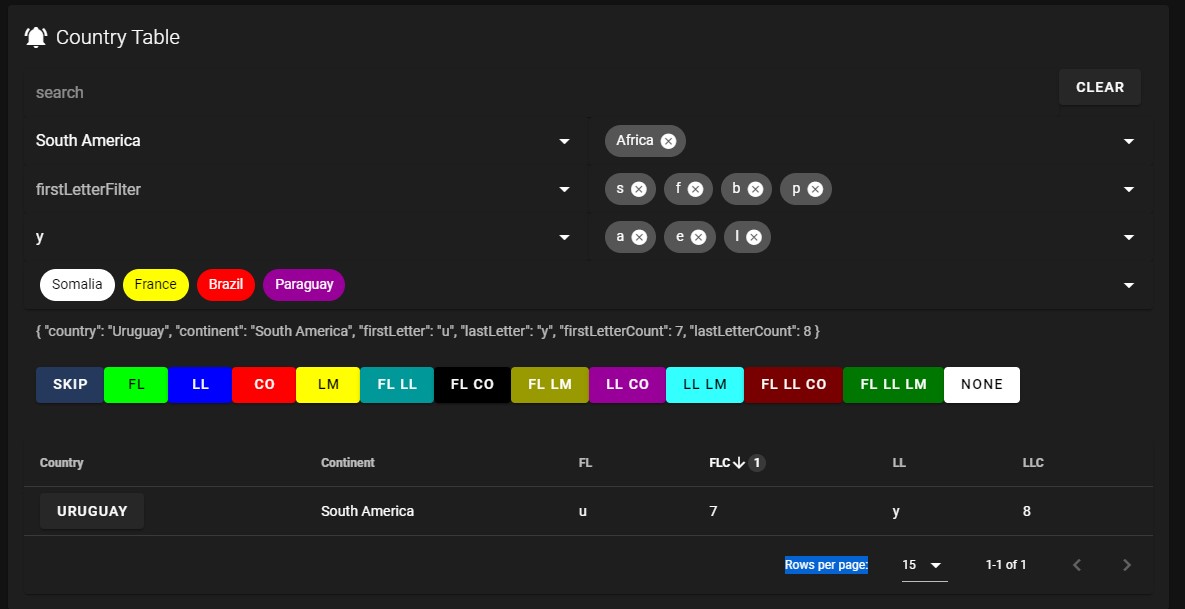 Country Table
search
CLEAR
South America
Africa
firstLetterFilter
s f b p
y
a e l
Somalia France Brazil Paraguay
{ "country": "Uruguay", "continent": "South America", "firstLetter": "u", "lastLetter": "y", "firstLetterCount": 7, "lastLetterCount": 8 }
SKIP FL LL CO LM FL LL FL CO FL LM LL CO LL LM FL LL CO FL LL LM NONE
Country Continent FL FLC 1 LL LLC
URUGUAY South America u 7 y 8
Rows per page: 15 1-1 of 1